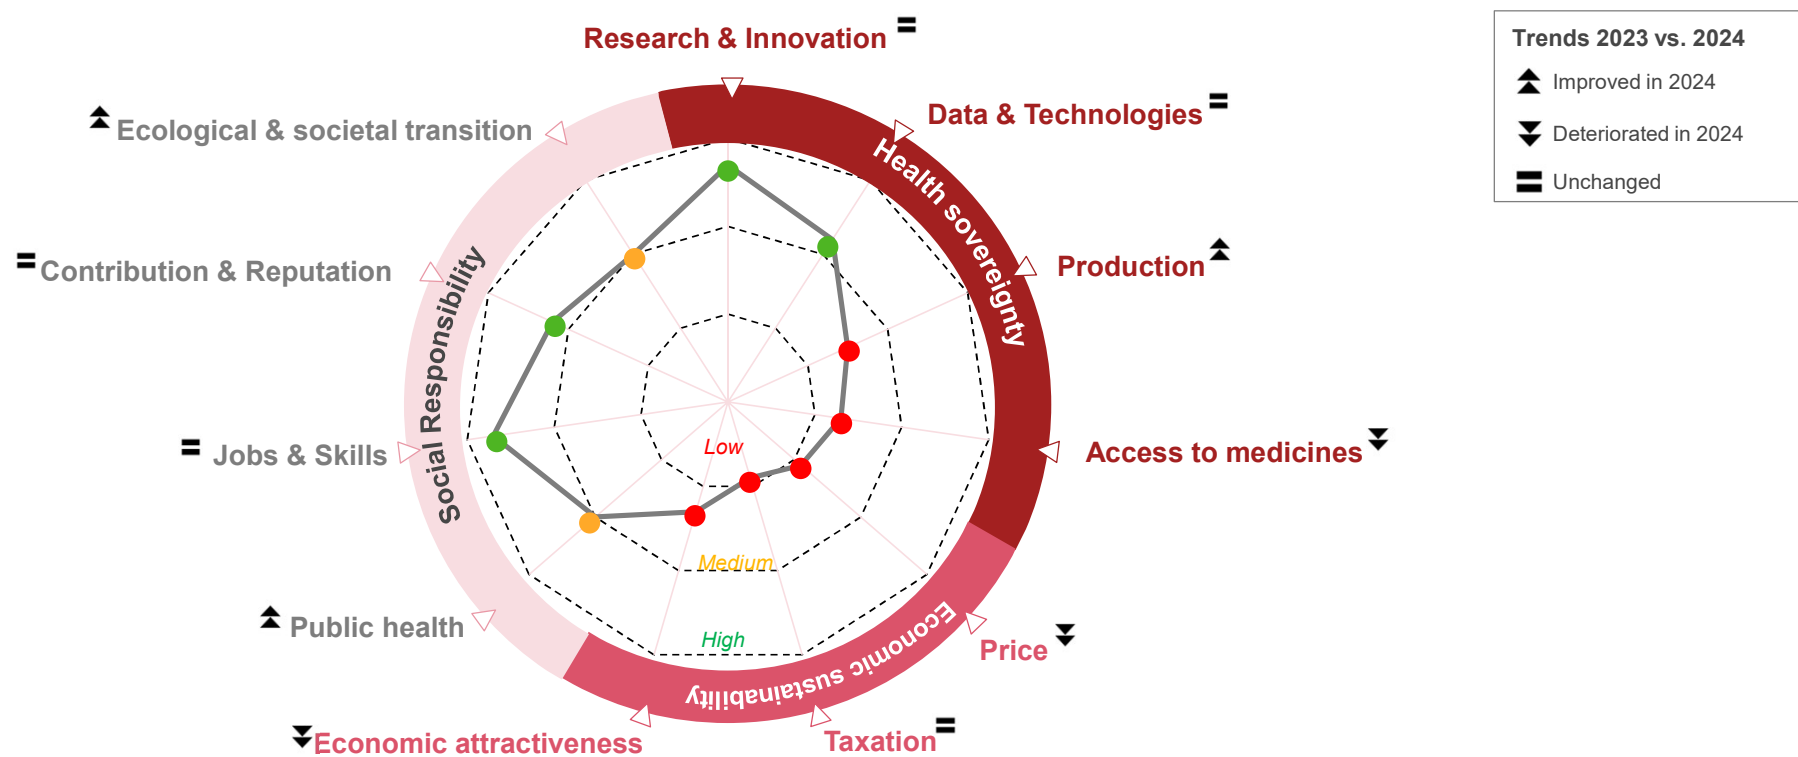 Research & Innovation
Trends 2023 vs. 2024
Improved in 2024
Deteriorated in 2024
Unchanged
Data & Technologies
Ecological & societal transition
Health sovereignty
Production
Contribution & Reputation
Social Responsibility
Low
Access to medicines
Jobs & Skills
Medium
High
Public health
Economic sustainability
Price
Economic attractiveness
Taxation